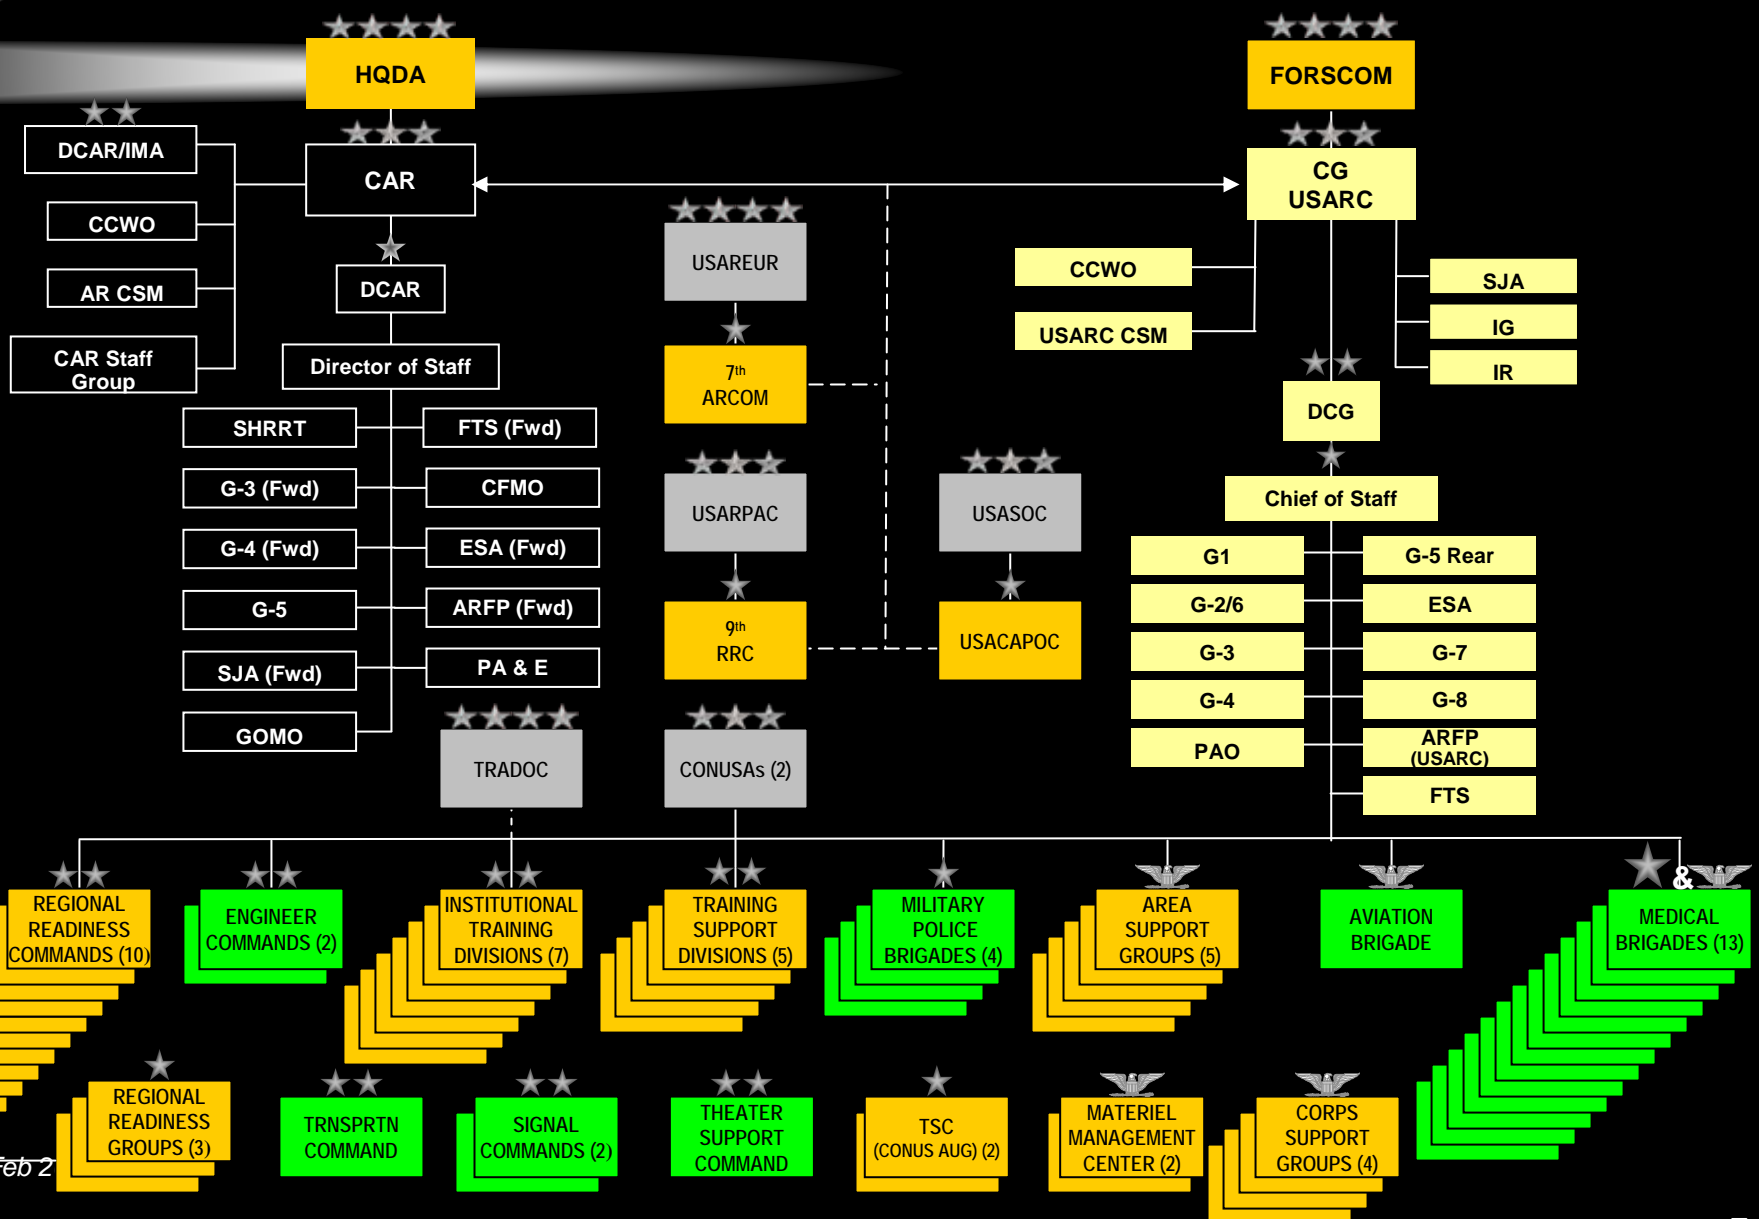 HQDA
FORSCOM
DCAR/IMA
CAR
CG
USARC
CCWO
AR CSM
CAR Staff
Group
DCAR
Director of Staff
SHRRT
FTS (Fwd)
G-3 (Fwd)
CFMO
G-4 (Fwd)
ESA (Fwd)
G-5
ARFP (Fwd)
SJA (Fwd)
PA & E
GOMO
USAREUR
7th
ARCOM
USARPAC
9th
RRC
USASOC
USACAPOC
TRADOC
CONUSAs (2)
CCWO
USARC CSM
SJA
IG
IR
DCG
Chief of Staff
G1
G-5 Rear
G-2/6
ESA
G-3
G-7
G-4
G-8
PAO
ARFP
(USARC)
FTS
REGIONAL
READINESS
COMMANDS (10)
ENGINEER
COMMANDS (2)
INSTITUTIONAL
TRAINING
DIVISIONS (7)
TRAINING
SUPPORT
DIVISIONS (5)
MILITARY
POLICE
BRIGADES (4)
AREA
SUPPORT
GROUPS (5)
AVIATION
BRIGADE
&
MEDICAL
BRIGADES (13)
REGIONAL
READINESS
GROUPS (3)
TRNSPRTN
COMMAND
SIGNAL
COMMANDS (2)
THEATER
SUPPORT
COMMAND
TSC
(CONUS AUG) (2)
MATERIEL
MANAGEMENT
CENTER (2)
CORPS
SUPPORT
GROUPS (4)
Feb 2